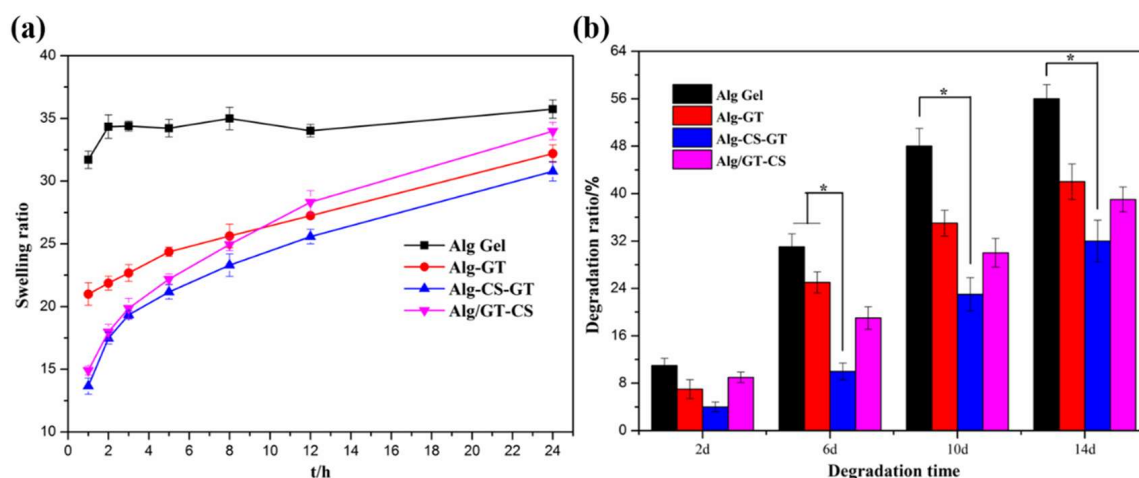 (a)
40
35
30
25
20
15
10
Swelling ratio
0 2 4 6 8 10 12 14 16 18 20 22 24
t/h
Alg Gel
Alg-GT
Alg-CS-GT
Alg/GT-CS
(b)
64
56
48
40
32
24
16
8
0
Degradation ratio/%
Alg Gel
Alg-GT
Alg-CS-GT
Alg/GT-CS
*
*
*
2d 6d 10d 14d
Degradation time